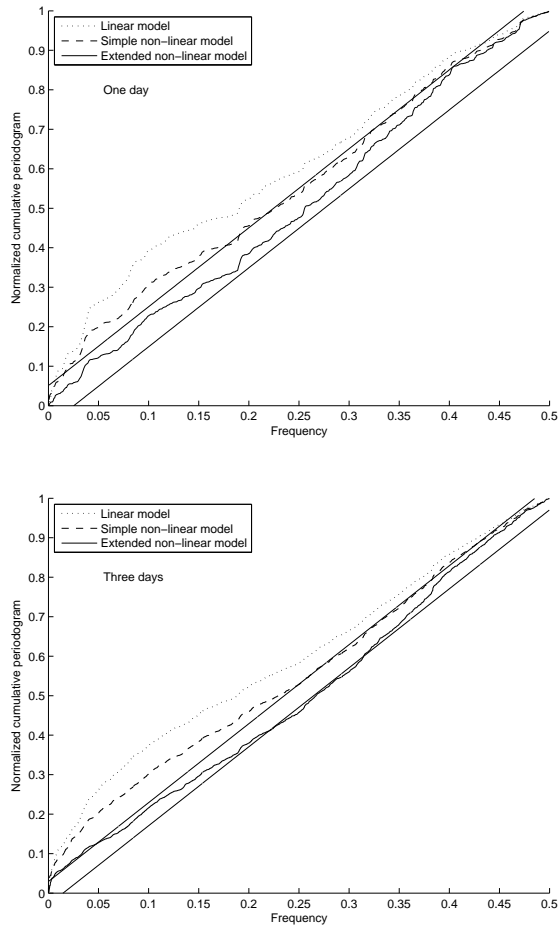 Linear model
Simple non−linear model
Extended non−linear model
One day
Normalized cumulative periodogram
1
0.9
0.8
0.7
0.6
0.5
0.4
0.3
0.2
0.1
0
0 0.05 0.1 0.15 0.2 0.25 0.3 0.35 0.4 0.45 0.5
Frequency
Linear model
Simple non−linear model
Extended non−linear model
Three days
Normalized cumulative periodogram
1
0.9
0.8
0.7
0.6
0.5
0.4
0.3
0.2
0.1
0
0 0.05 0.1 0.15 0.2 0.25 0.3 0.35 0.4 0.45 0.5
Frequency